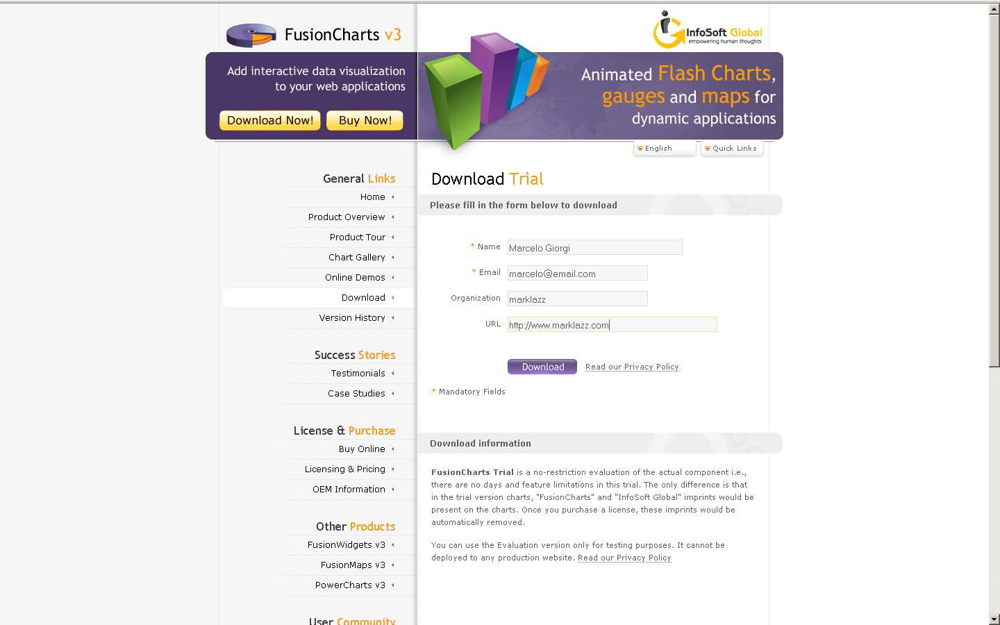 FusionCharts v3
InfoSoft Global
empowering human thoughts
Add interactive data visualization
to your web applications
Download Now!
Buy Now!
Animated Flash Charts,
gauges and maps for
dynamic applications
English
Quick Links
General Links
Home
Product Overview
Product Tour
Chart Gallery
Online Demos
Download
Version History
Success Stories
Testimonials
Case Studies
License & Purchase
Buy Online
Licensing & Pricing
OEM Information
Other Products
FusionWidgets v3
FusionMaps v3
PowerCharts v3
User Community
Download Trial
Please fill in the form below to download
* Name
Marcelo Giorgi
* Email
marcelo@email.com
Organization
marklazz
URL
http://www.marklazz.com
Download
Read our Privacy Policy
* Mandatory Fields
Download information
FusionCharts Trial is a no-restriction evaluation of the actual component i.e.,
there are no days and feature limitations in this trial. The only difference is that
in the trial version charts, "FusionCharts" and "InfoSoft Global" imprints would be
present on the charts. Once you purchase a license, these imprints would be
automatically removed.
You can use the Evaluation version only for testing purposes. It cannot be
deployed to any production website. Read our Privacy Policy